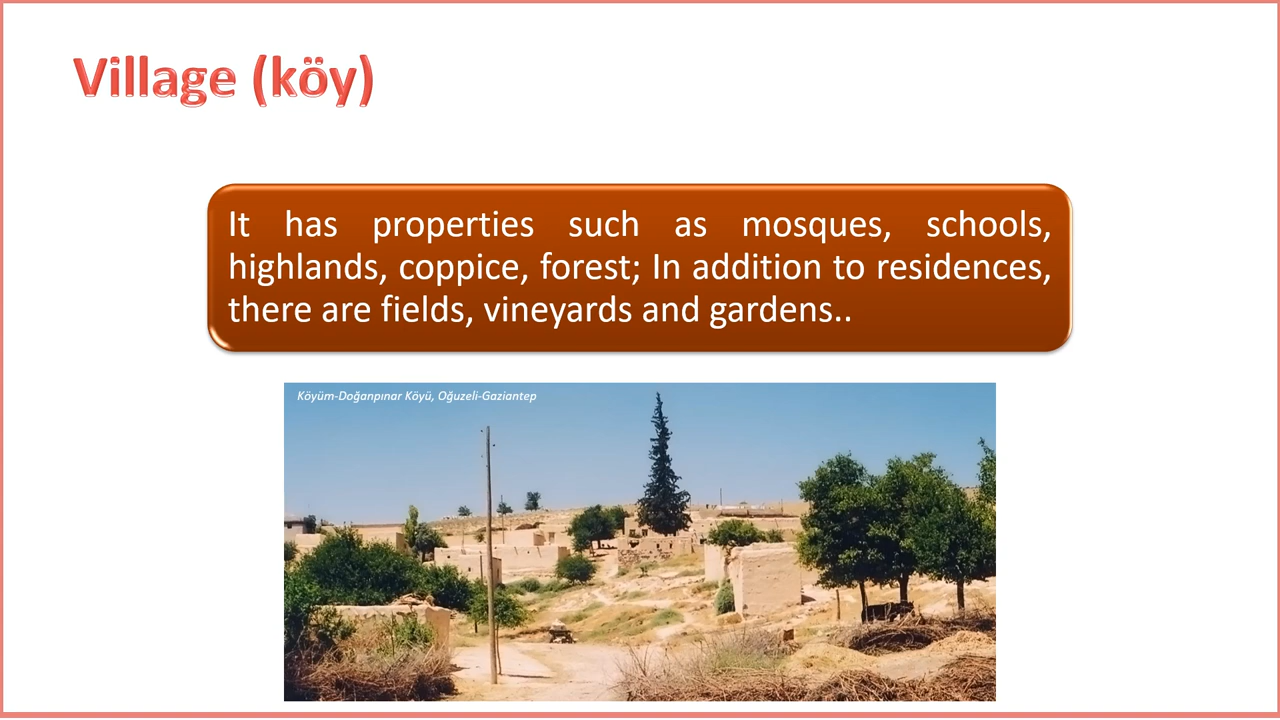 Village (köy)
It has properties such as mosques, schools,
highlands, coppice, forest; In addition to residences,
there are fields, vineyards and gardens..
Köyüm-Doğanpınar Köyü, Oğuzeli-Gaziantep